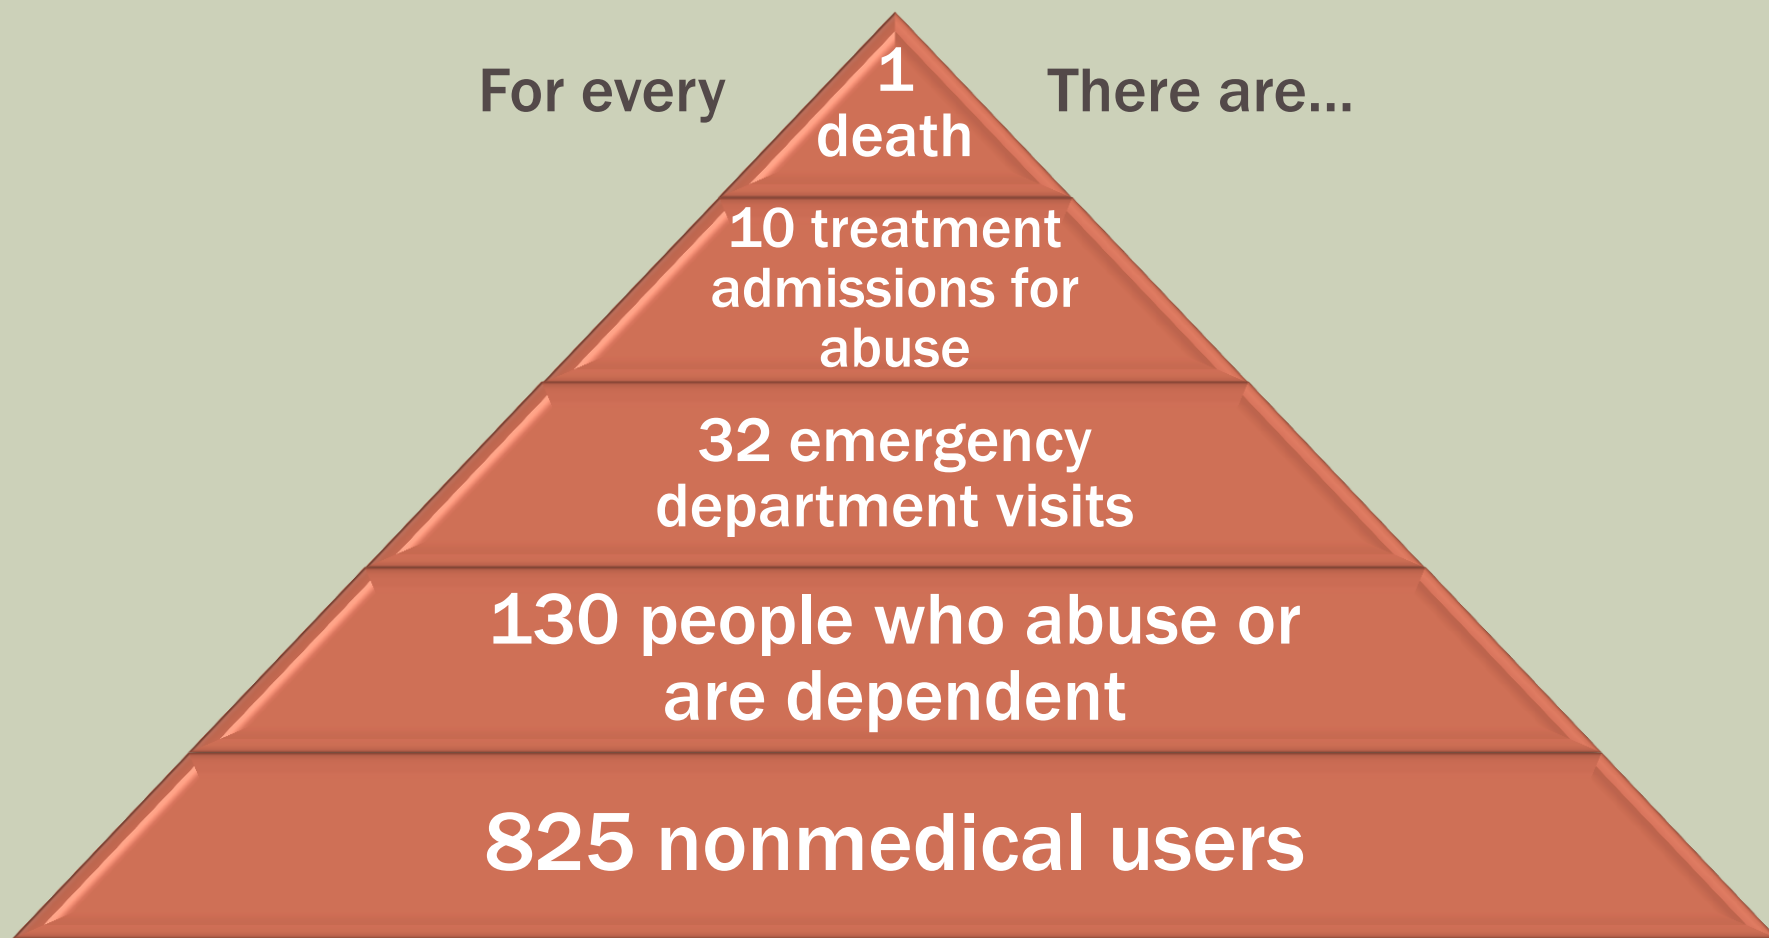 For every
1
death
There are...
10 treatment
admissions for
abuse
32 emergency
department visits
130 people who abuse or
are dependent
825 nonmedical users